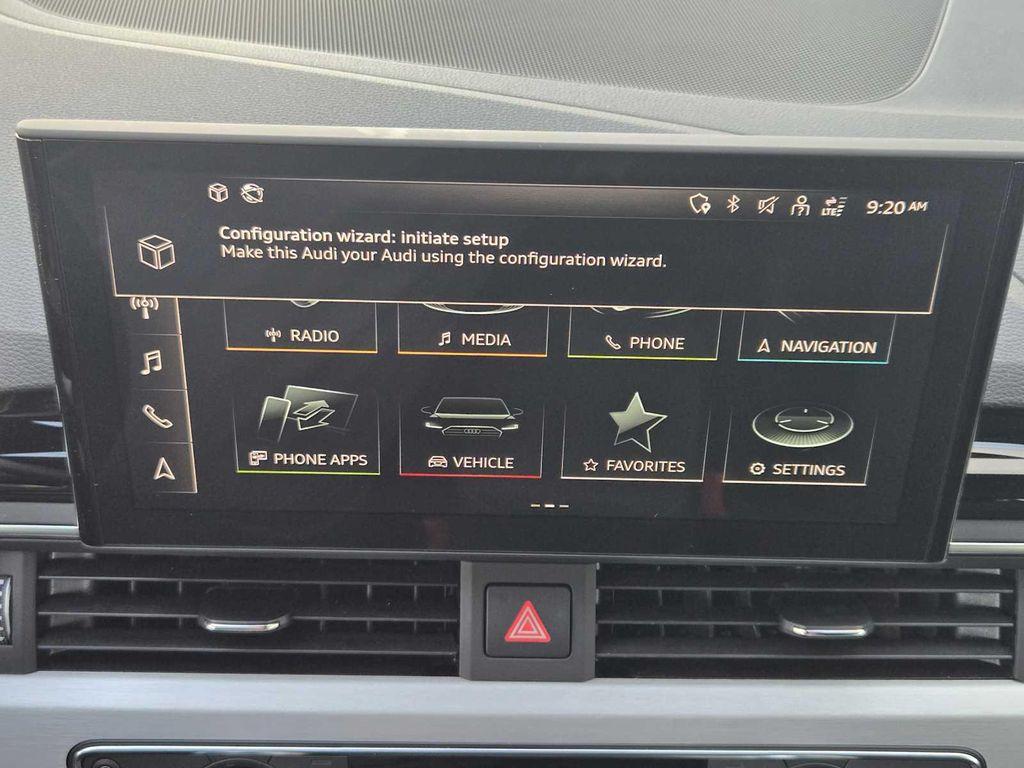 LTE
9:20 AM
Configuration wizard: initiate setup
Make this Audi your Audi using the configuration wizard.
RADIO
MEDIA
PHONE
NAVIGATION
PHONE APPS
VEHICLE
FAVORITES
SETTINGS